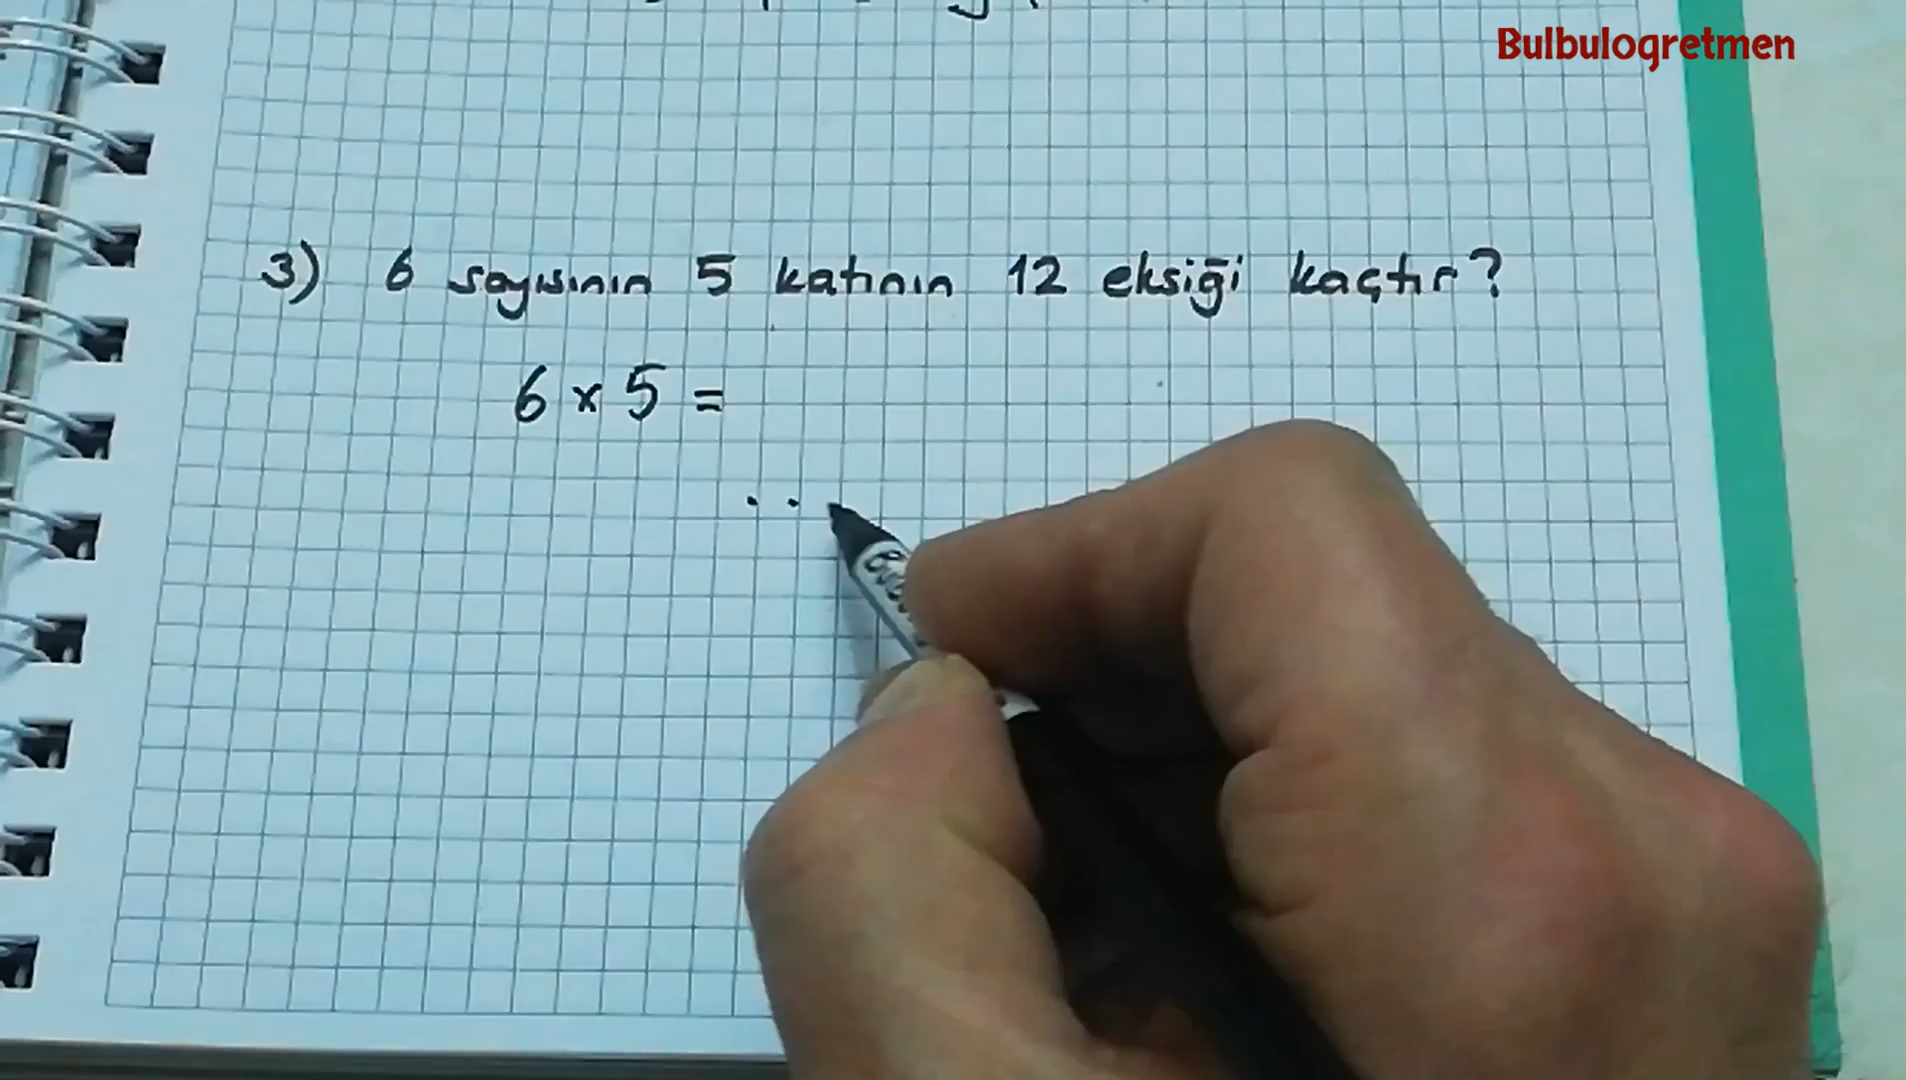 Bulbulogretmen
3) 6 sayısının 5 katının 12 eksiği kaçtır?
6 x 5 =
. .